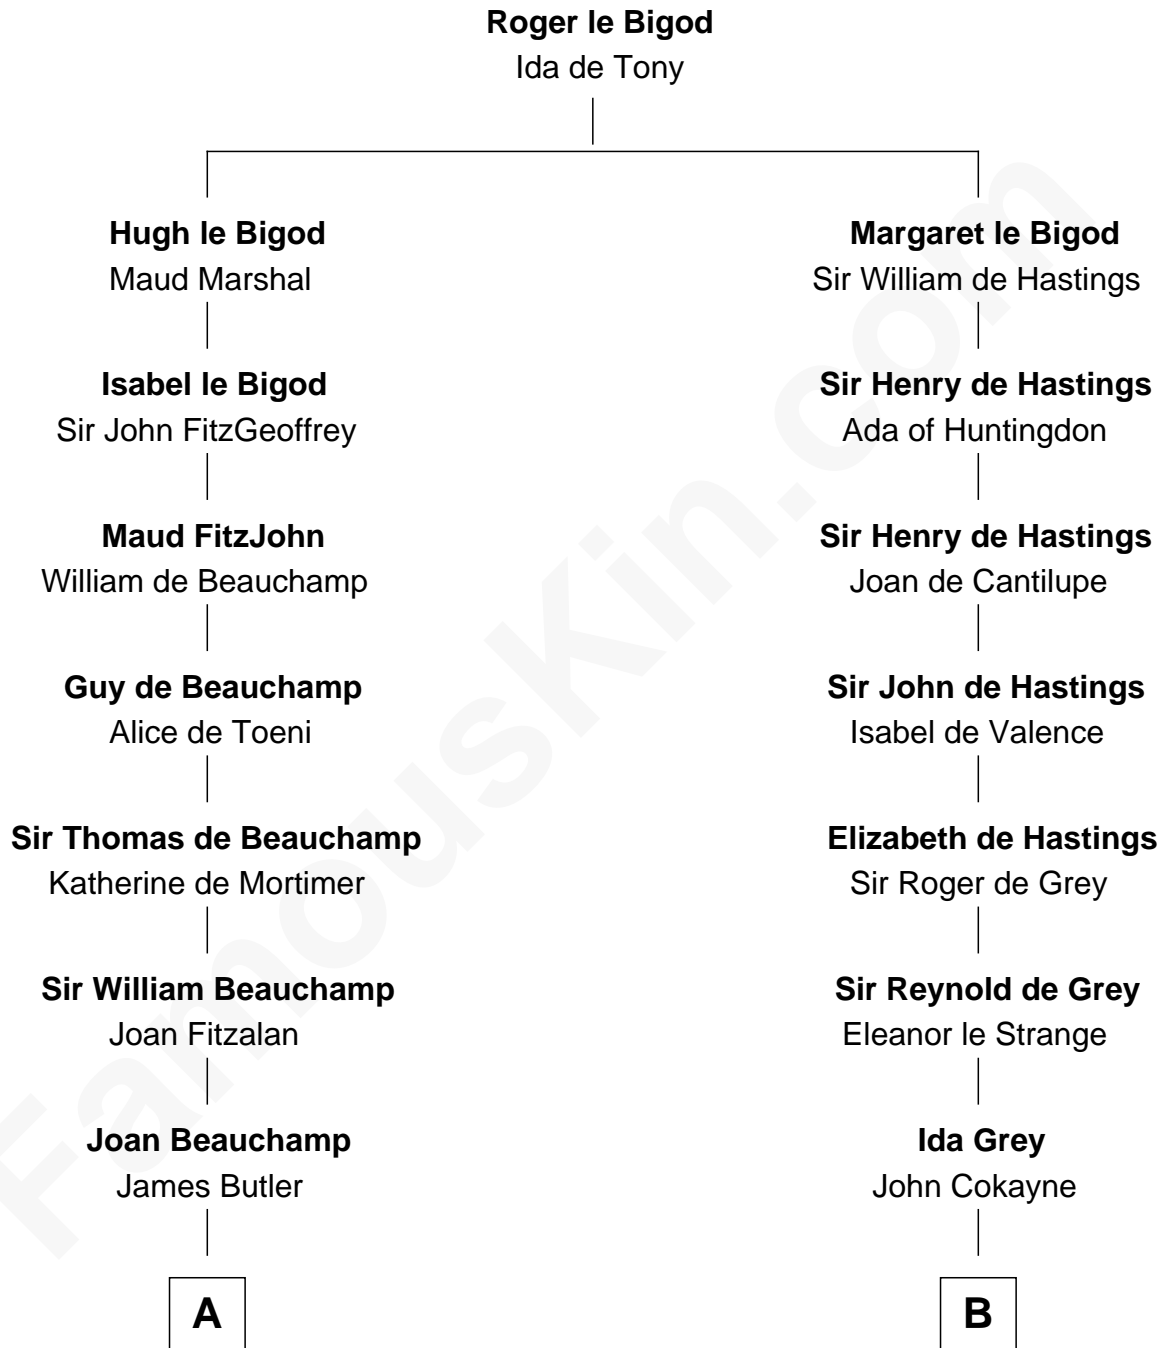 Roger le Bigod
Ida de Tony
Hugh le Bigod
Maud Marshal
Margaret le Bigod
Sir William de Hastings
Isabel le Bigod
Sir John FitzGeoffrey
Sir Henry de Hastings
Ada of Huntingdon
Maud FitzJohn
William de Beauchamp
Sir Henry de Hastings
Joan de Cantilupe
Guy de Beauchamp
Alice de Toeni
Sir John de Hastings
Isabel de Valence
Sir Thomas de Beauchamp
Katherine de Mortimer
Elizabeth de Hastings
Sir Roger de Grey
Sir William Beauchamp
Joan Fitzalan
Sir Reynold de Grey
Eleanor le Strange
Joan Beauchamp
James Butler
Ida Grey
John Cokayne
A
B
FamousKin.com